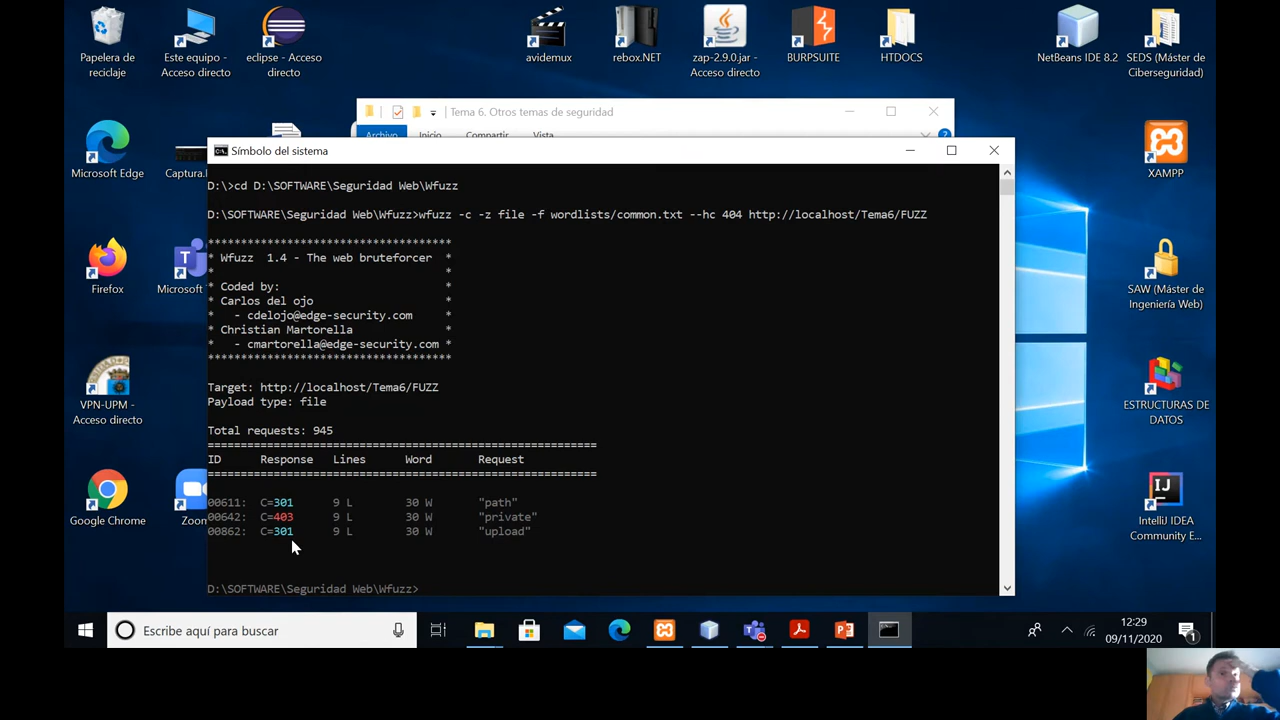 Papelera de
reciclaje
Este equipo -
Acceso directo
eclipse - Acceso
directo
avidemux
rebox.NET
zap-2.9.0.jar -
Acceso directo
BURPSUITE
HTDOCS
NetBeans IDE 8.2
SEDS (Máster de
Ciberseguridad)
Tema 6. Otros temas de seguridad
Archivo Inicio Compartir Vista
Microsoft Edge
Captura.
XAMPP
Firefox
Microsoft T
SAW (Máster de
Ingeniería Web)
VPN-UPM -
Acceso directo
ESTRUCTURAS DE
DATOS
Google Chrome
Zoom
IntelliJ IDEA
Community E...
Símbolo del sistema
D:\>cd D:\SOFTWARE\Seguridad Web\Wfuzz
D:\SOFTWARE\Seguridad Web\Wfuzz>wfuzz -c -z file -f wordlists/common.txt --hc 404 http://localhost/Tema6/FUZZ
*************************************
* Wfuzz  1.4 - The web bruteforcer  *
*                                   *
* Coded by:                         *
* Carlos del ojo                    *
*   - cdelojo@edge-security.com     *
* Christian Martorella              *
*   - cmartorella@edge-security.com *
*************************************
Target: http://localhost/Tema6/FUZZ
Payload type: file
Total requests: 945
===========================================================
ID Response Lines Word Request
===========================================================
00611: C=301 9 L 30 W "path"
00642: C=403 9 L 30 W "private"
00862: C=301 9 L 30 W "upload"
D:\SOFTWARE\Seguridad Web\Wfuzz>
Escribe aquí para buscar
12:29
09/11/2020
1